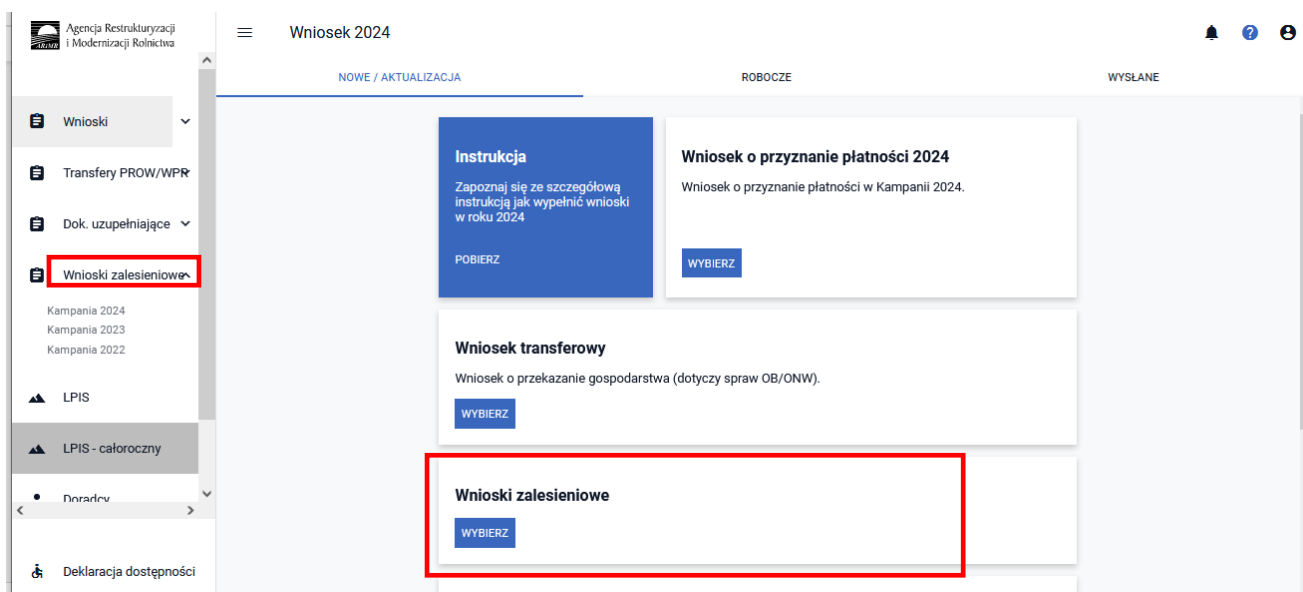 Agencja Restrukturyzacji
i Modernizacji Rolnictwa
ARiMR
Wniosek 2024
NOWE / AKTUALIZACJA
ROBOCZE
WYSŁANE
Wnioski
Transfery PROW/WPR
Dok. uzupełniające
Wnioski zalesieniowe
Kampania 2024
Kampania 2023
Kampania 2022
LPIS
LPIS - całoroczny
Doradcy
Deklaracja dostępności
Instrukcja
Zapoznaj się ze szczegółową
instrukcją jak wypełnić wnioski
w roku 2024
POBIERZ
Wniosek o przyznanie płatności 2024
Wniosek o przyznanie płatności w Kampanii 2024.
WYBIERZ
Wniosek transferowy
Wniosek o przekazanie gospodarstwa (dotyczy spraw OB/ONW).
WYBIERZ
Wnioski zalesieniowe
WYBIERZ